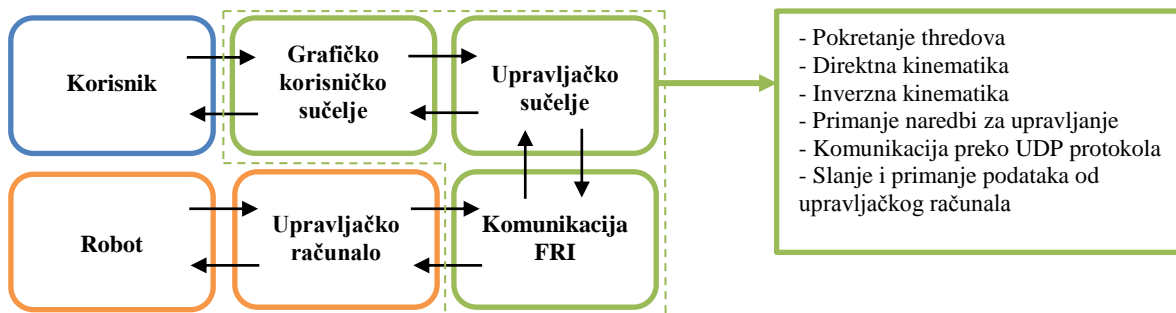 Korisnik
Grafičko
korisničko
sučelje
Upravljačko
sučelje
- Pokretanje thredova
- Direktna kinematika
- Inverzna kinematika
- Primanje naredbi za upravljanje
- Komunikacija preko UDP protokola
- Slanje i primanje podataka od
upravljačkog računala
Robot
Upravljačko
računalo
Komunikacija
FRI